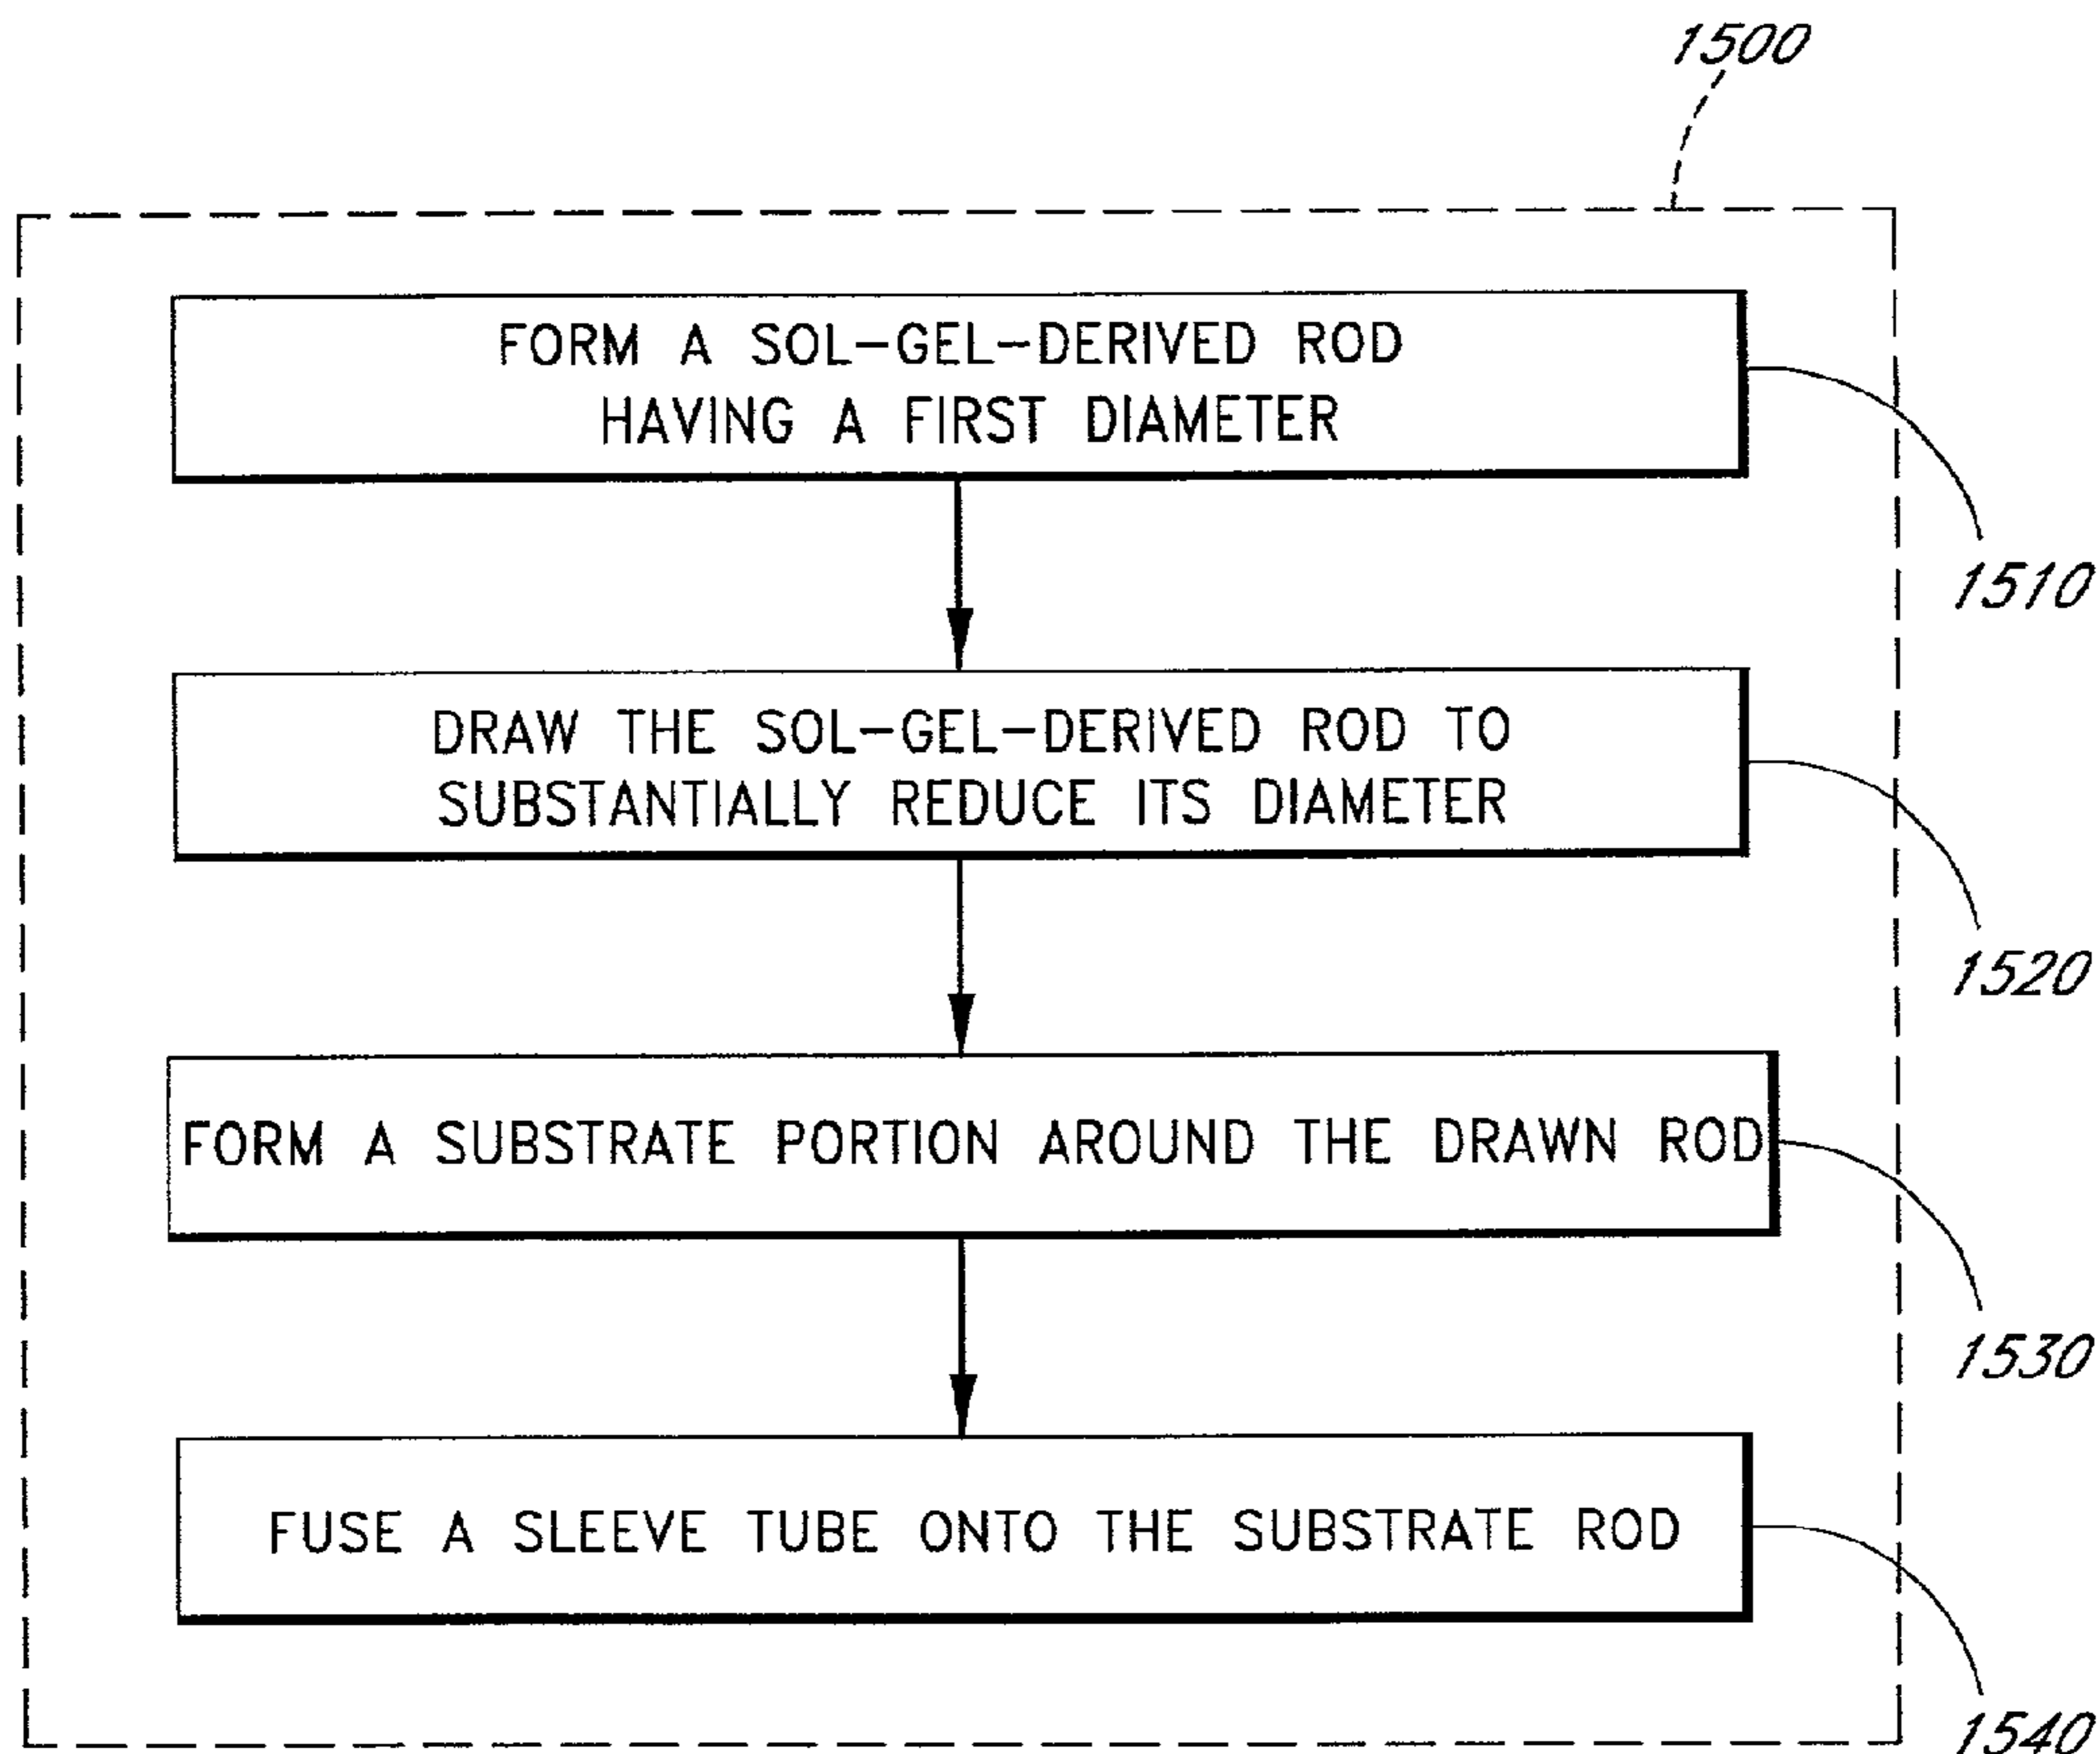 1500
FORM A SOL-GEL-DERIVED ROD
HAVING A FIRST DIAMETER
1510
DRAW THE SOL-GEL-DERIVED ROD TO
SUBSTANTIALLY REDUCE ITS DIAMETER
1520
FORM A SUBSTRATE PORTION AROUND THE DRAWN ROD
1530
FUSE A SLEEVE TUBE ONTO THE SUBSTRATE ROD
1540